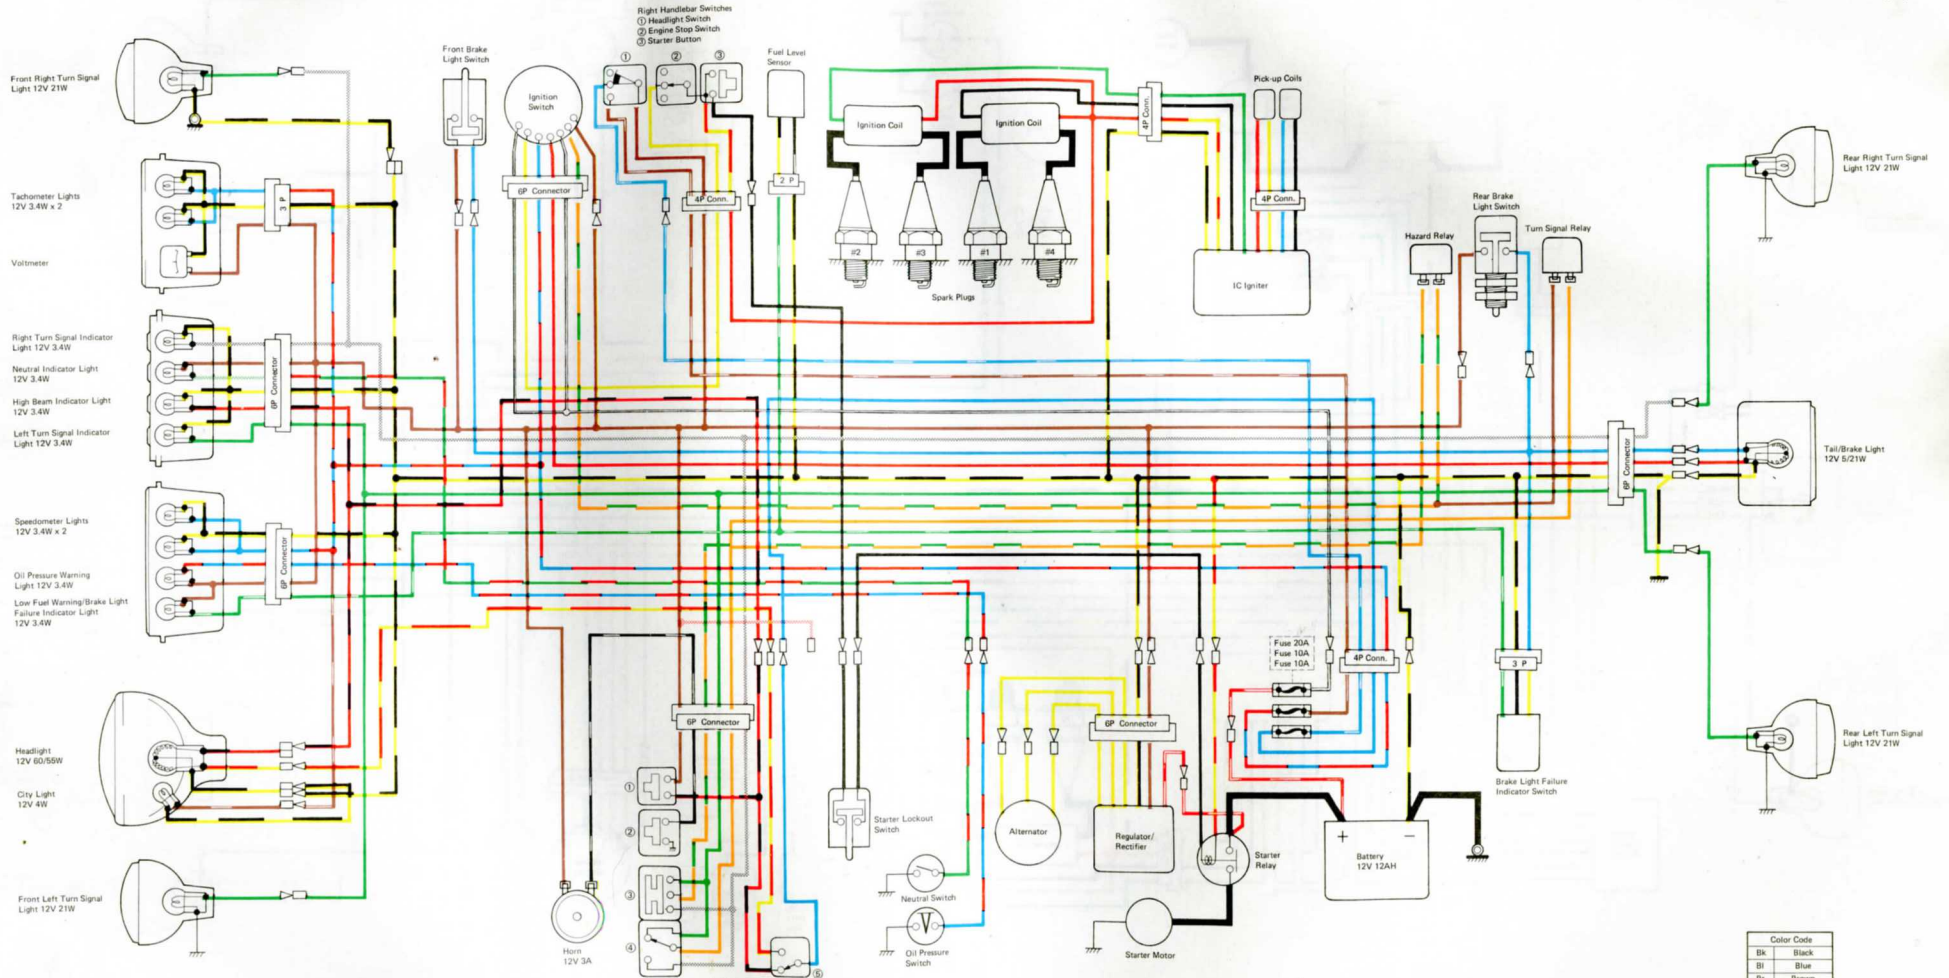 Right Handlebar Switches
① Headlight Switch
② Engine Stop Switch
③ Starter Button
Front Brake
Light Switch
Ignition
Switch
①
②
③
Fuel Level
Sensor
Front Right Turn Signal
Light 12V 21W
Ignition Coil
Ignition Coil
4P Conn.
Pick-up Coils
Rear Right Turn Signal
Light 12V 21W
Tachometer Lights
12V 3.4W x 2
3 P
6P Connector
4P Conn.
2 P
4P Conn.
Rear Brake
Light Switch
Hazard Relay
Turn Signal Relay
Voltmeter
#2
#3
#1
#4
Spark Plugs
IC Igniter
Right Turn Signal Indicator
Light 12V 3.4W
Neutral Indicator Light
12V 3.4W
High Beam Indicator Light
12V 3.4W
Left Turn Signal Indicator
Light 12V 3.4W
6P Connector
6P Connector
Tail/Brake Light
12V 5/21W
Speedometer Lights
12V 3.4W x 2
Oil Pressure Warning
Light 12V 3.4W
Low Fuel Warning/Brake Light
Failure Indicator Light
12V 3.4W
6P Connector
Fuse 20A
Fuse 10A
Fuse 10A
4P Conn.
3 P
6P Connector
6P Connector
Headlight
12V 60/55W
City Light
12V 4W
Rear Left Turn Signal
Light 12V 21W
Brake Light Failure
Indicator Switch
①
②
③
④
⑤
Starter Lockout
Switch
Alternator
Regulator/
Rectifier
Starter
Relay
+
−
Battery
12V 12AH
Front Left Turn Signal
Light 12V 21W
Neutral Switch
Horn
12V 3A
Oil Pressure
Switch
Starter Motor
Color Code
Bk Black
Bl Blue